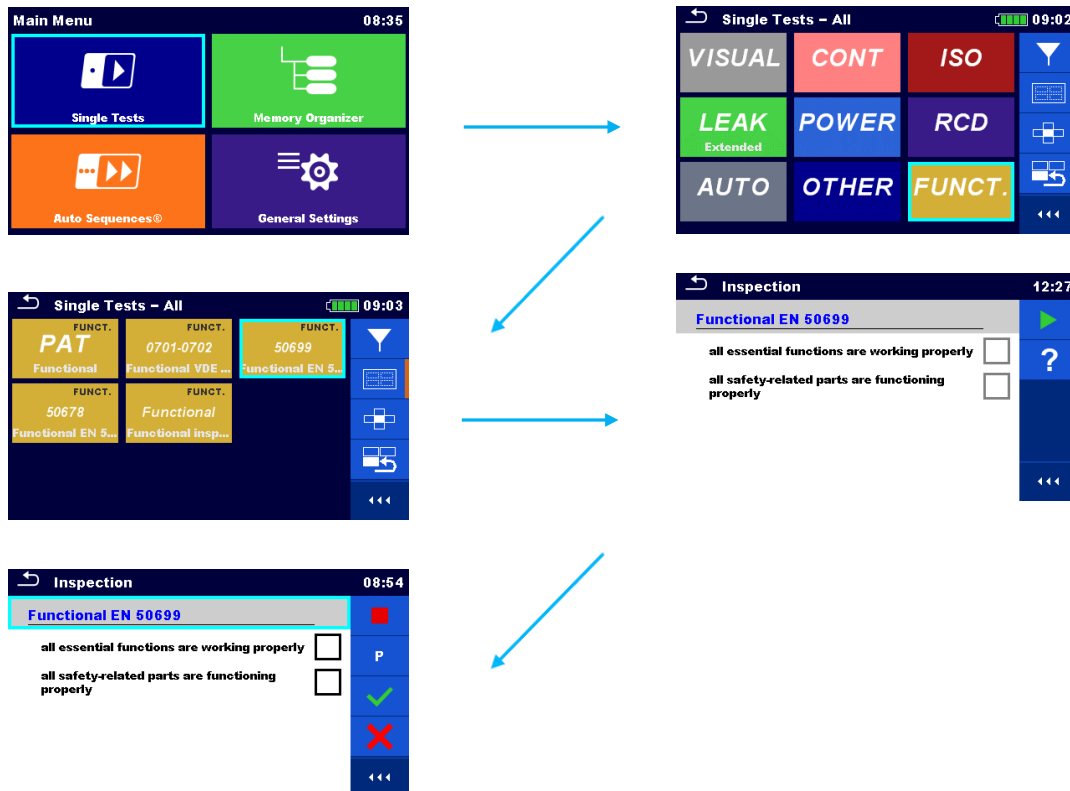 Main Menu 08:35
Single Tests
Memory Organizer
Auto Sequences®
General Settings
Single Tests – All 09:02
VISUAL CONT ISO
LEAK POWER RCD
Extended
AUTO OTHER FUNCT.
Single Tests – All 09:03
FUNCT. FUNCT. FUNCT.
PAT 0701-0702 50699
Functional Functional VDE ... Functional EN 5...
FUNCT. FUNCT.
50678 Functional
Functional EN 5... Functional insp...
Inspection 12:27
Functional EN 50699
all essential functions are working properly
?
all safety-related parts are functioning
properly
Inspection 08:54
Functional EN 50699
all essential functions are working properly
P
all safety-related parts are functioning
properly